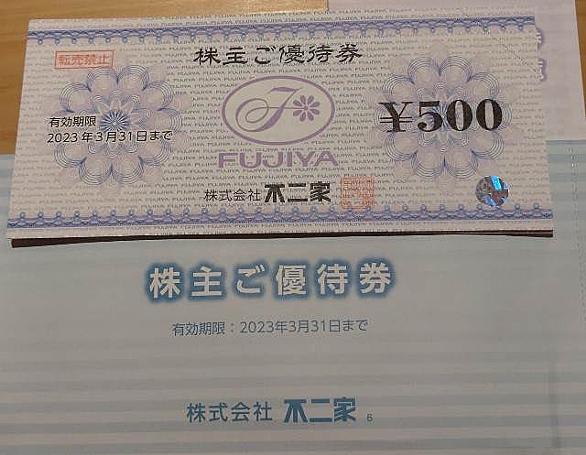 株主ご優待券
転売禁止
有効期限
2023年3月31日まで
¥500
FUJIYA
株式会社 不二家
株主ご優待券
有効期限：2023年3月31日まで
株式会社 不二家 6